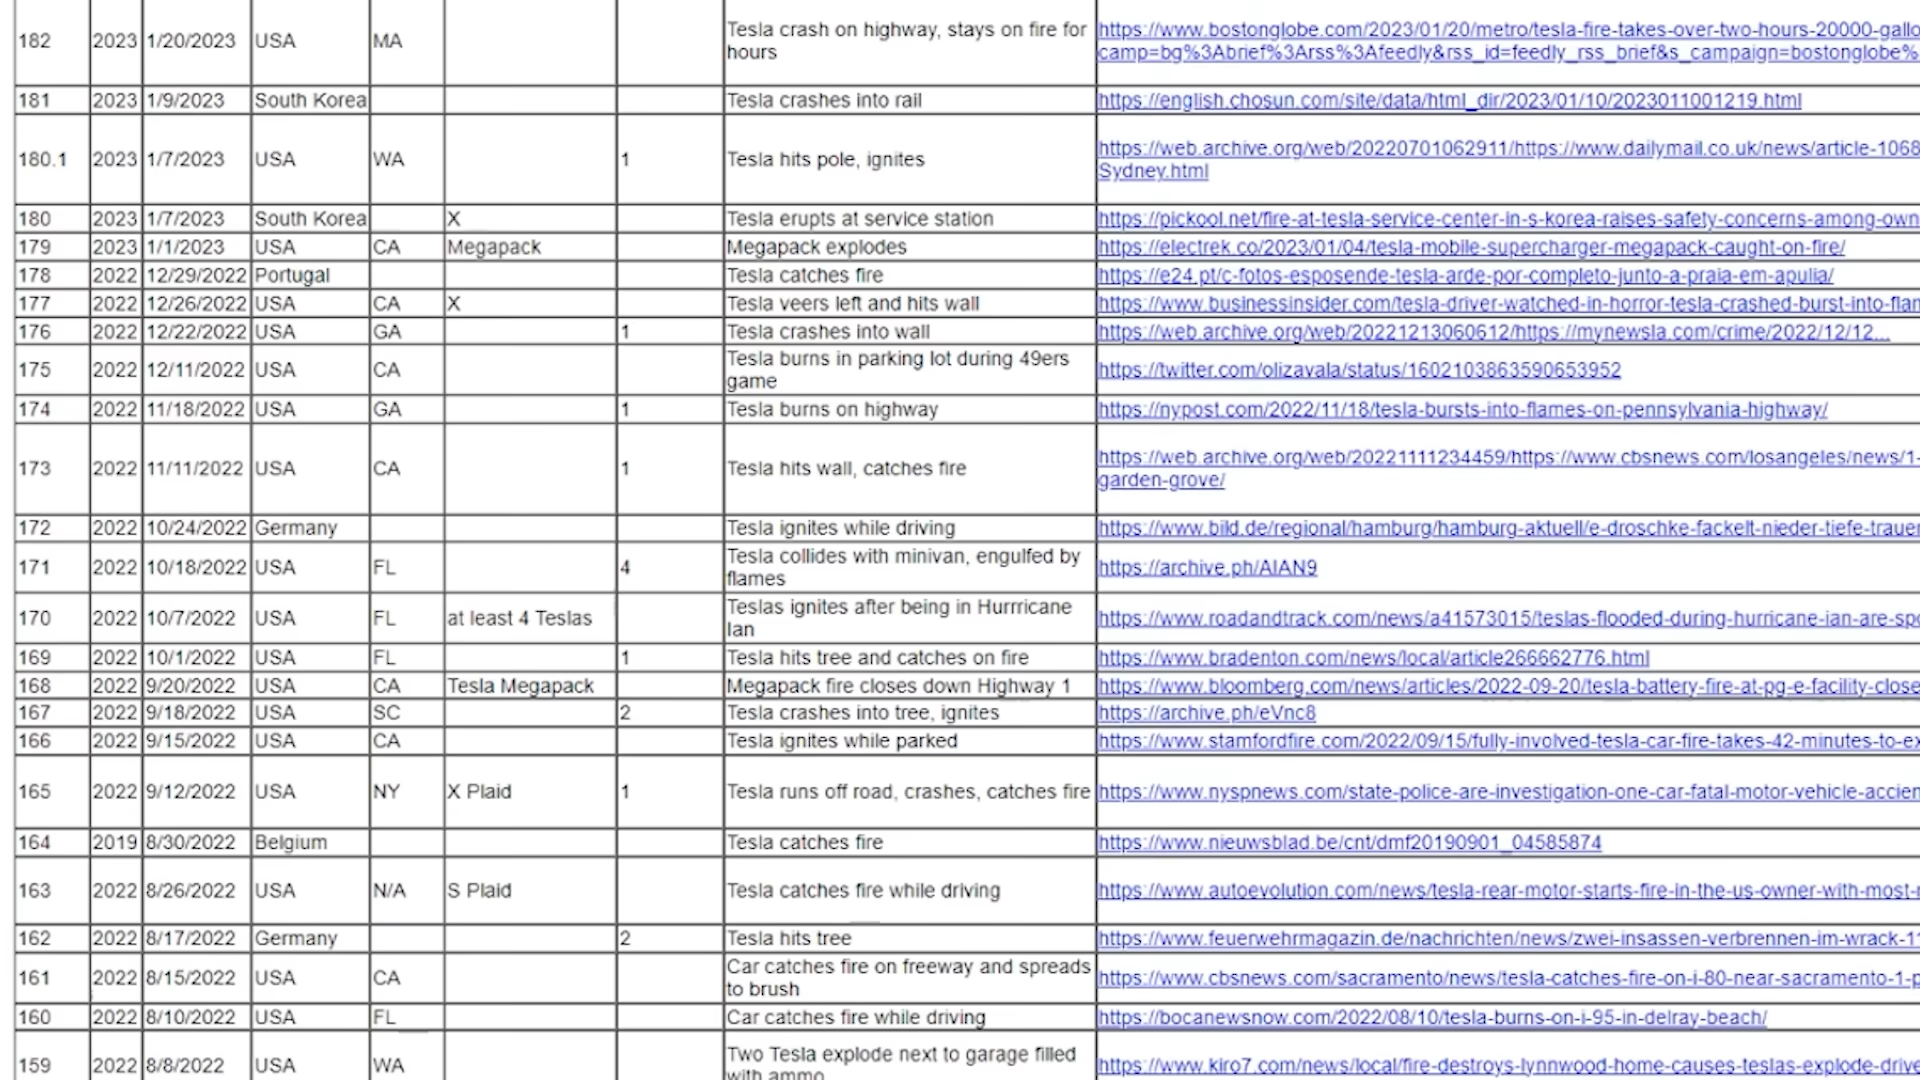 182 2023 1/20/2023 USA MA Tesla crash on highway, stays on fire for hours https://www.bostonglobe.com/2023/01/20/metro/tesla-fire-takes-over-two-hours-20000-gallo camp=bg%3Abrief%3Arss%3Afeedly&rss_id=feedly_rss_brief&s_campaign=bostonglobe%
181 2023 1/9/2023 South Korea Tesla crashes into rail https://english.chosun.com/site/data/html_dir/2023/01/10/2023011001219.html
180.1 2023 1/7/2023 USA WA 1 Tesla hits pole, ignites https://web.archive.org/web/20220701062911/https://www.dailymail.co.uk/news/article-1068 Sydney.html
180 2023 1/7/2023 South Korea X Tesla erupts at service station https://pickool.net/fire-at-tesla-service-center-in-s-korea-raises-safety-concerns-among-own
179 2023 1/1/2023 USA CA Megapack Megapack explodes https://electrek.co/2023/01/04/tesla-mobile-supercharger-megapack-caught-on-fire/
178 2022 12/29/2022 Portugal Tesla catches fire https://e24.pt/c-fotos-esposende-tesla-arde-por-completo-junto-a-praia-em-apulia/
177 2022 12/26/2022 USA CA X Tesla veers left and hits wall https://www.businessinsider.com/tesla-driver-watched-in-horror-tesla-crashed-burst-into-flan
176 2022 12/22/2022 USA GA 1 Tesla crashes into wall https://web.archive.org/web/20221213060612/https://mynewsla.com/crime/2022/12/12...
175 2022 12/11/2022 USA CA Tesla burns in parking lot during 49ers game https://twitter.com/olizavala/status/1602103863590653952
174 2022 11/18/2022 USA GA 1 Tesla burns on highway https://nypost.com/2022/11/18/tesla-bursts-into-flames-on-pennsylvania-highway/
173 2022 11/11/2022 USA CA 1 Tesla hits wall, catches fire https://web.archive.org/web/20221111234459/https://www.cbsnews.com/losangeles/news/1- garden-grove/
172 2022 10/24/2022 Germany Tesla ignites while driving https://www.bild.de/regional/hamburg/hamburg-aktuell/e-droschke-fackelt-nieder-tiefe-trauer
171 2022 10/18/2022 USA FL 4 Tesla collides with minivan, engulfed by flames https://archive.ph/AIAN9
170 2022 10/7/2022 USA FL at least 4 Teslas Teslas ignites after being in Hurrricane Ian https://www.roadandtrack.com/news/a41573015/teslas-flooded-during-hurricane-ian-are-spo
169 2022 10/1/2022 USA FL 1 Tesla hits tree and catches on fire https://www.bradenton.com/news/local/article266662776.html
168 2022 9/20/2022 USA CA Tesla Megapack Megapack fire closes down Highway 1 https://www.bloomberg.com/news/articles/2022-09-20/tesla-battery-fire-at-pg-e-facility-close
167 2022 9/18/2022 USA SC 2 Tesla crashes into tree, ignites https://archive.ph/eVnc8
166 2022 9/15/2022 USA CA Tesla ignites while parked https://www.stamfordfire.com/2022/09/15/fully-involved-tesla-car-fire-takes-42-minutes-to-ex
165 2022 9/12/2022 USA NY X Plaid 1 Tesla runs off road, crashes, catches fire https://www.nyspnews.com/state-police-are-investigation-one-car-fatal-motor-vehicle-accien
164 2019 8/30/2022 Belgium Tesla catches fire https://www.nieuwsblad.be/cnt/dmf20190901_04585874
163 2022 8/26/2022 USA N/A S Plaid Tesla catches fire while driving https://www.autoevolution.com/news/tesla-rear-motor-starts-fire-in-the-us-owner-with-most-r
162 2022 8/17/2022 Germany 2 Tesla hits tree https://www.feuerwehrmagazin.de/nachrichten/news/zwei-insassen-verbrennen-im-wrack-11
161 2022 8/15/2022 USA CA Car catches fire on freeway and spreads to brush https://www.cbsnews.com/sacramento/news/tesla-catches-fire-on-i-80-near-sacramento-1-p
160 2022 8/10/2022 USA FL Car catches fire while driving https://bocanewsnow.com/2022/08/10/tesla-burns-on-i-95-in-delray-beach/
159 2022 8/8/2022 USA WA Two Tesla explode next to garage filled with ammo https://www.kiro7.com/news/local/fire-destroys-lynnwood-home-causes-teslas-explode-drive